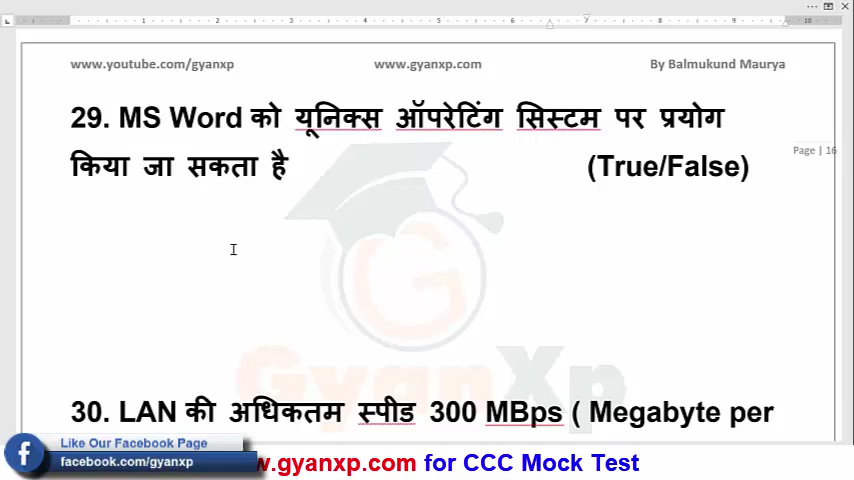 www.youtube.com/gyanxp www.gyanxp.com By Balmukund Maurya
29. MS Word को यूनिक्स ऑपरेटिंग सिस्टम पर प्रयोग
Page | 16
किया जा सकता है (True/False)
GyanXp
30. LAN की अधिकतम स्पीड 300 MBps ( Megabyte per
Like Our Facebook Page
facebook.com/gyanxp
w.gyanxp.com for CCC Mock Test